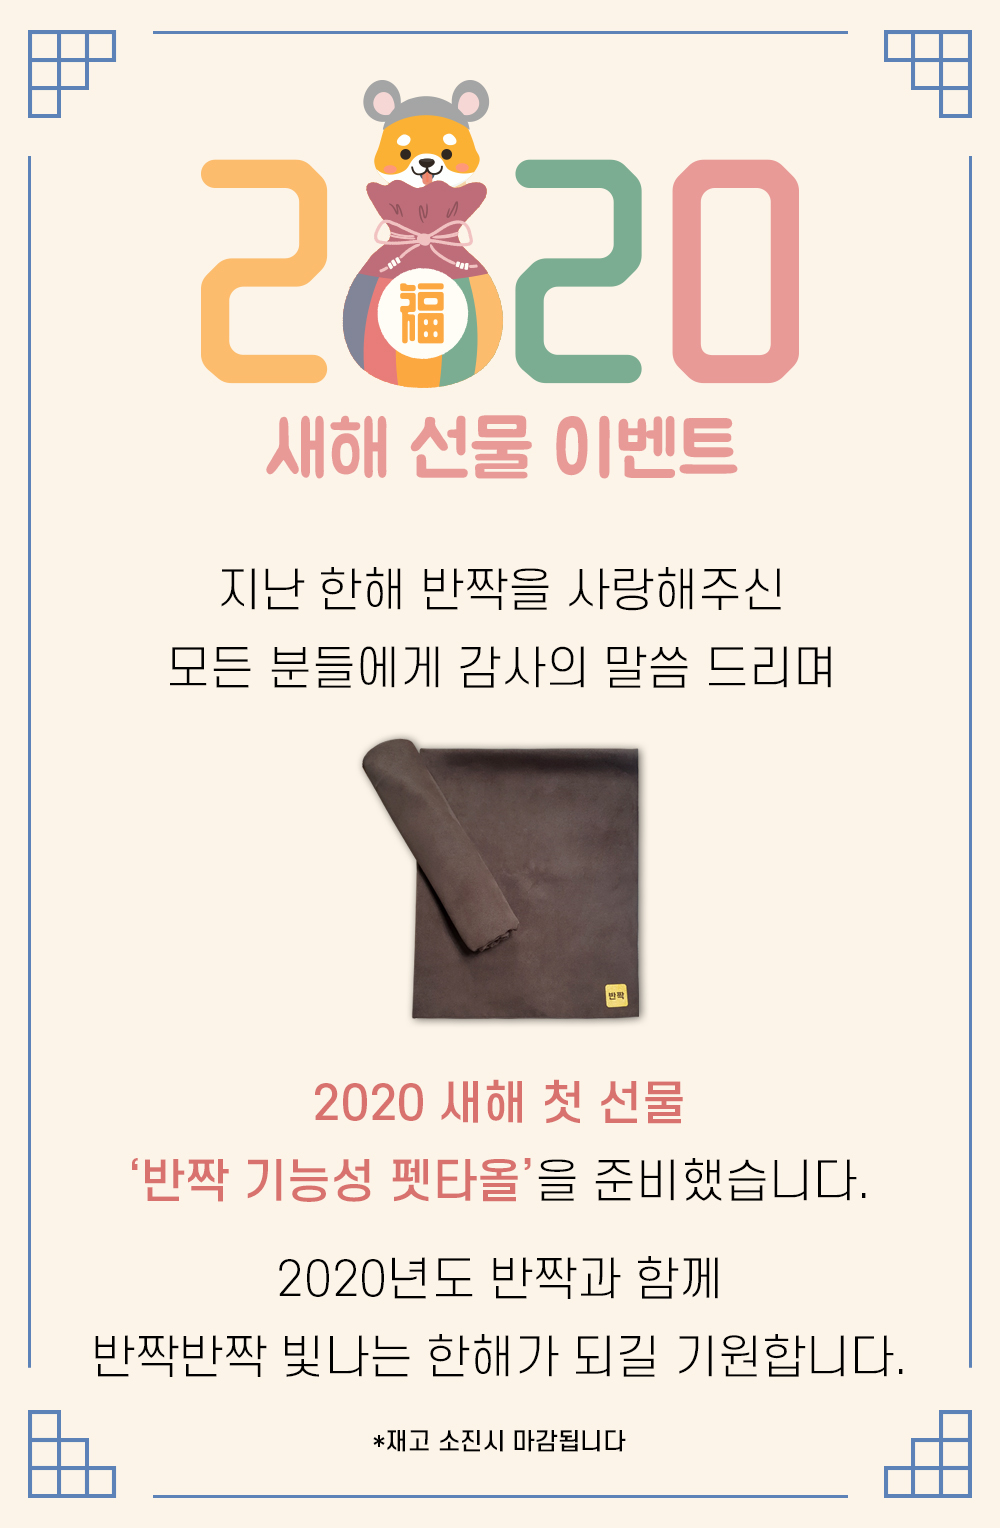 2020
福
새해 선물 이벤트
지난 한해 반짝을 사랑해주신
모든 분들에게 감사의 말씀 드리며
반짝
2020 새해 첫 선물
‘반짝 기능성 펫타올’을 준비했습니다.
2020년도 반짝과 함께
반짝반짝 빛나는 한해가 되길 기원합니다.
*재고 소진시 마감됩니다